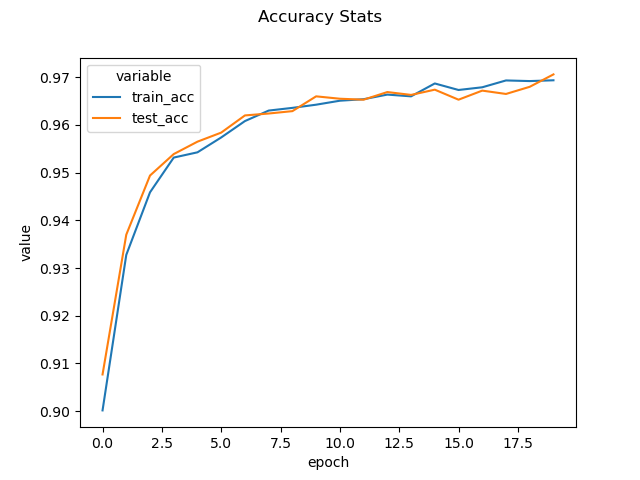 Accuracy Stats
variable
train_acc
test_acc
0.97
0.96
0.95
0.94
0.93
0.92
0.91
0.90
value
0.0 2.5 5.0 7.5 10.0 12.5 15.0 17.5
epoch